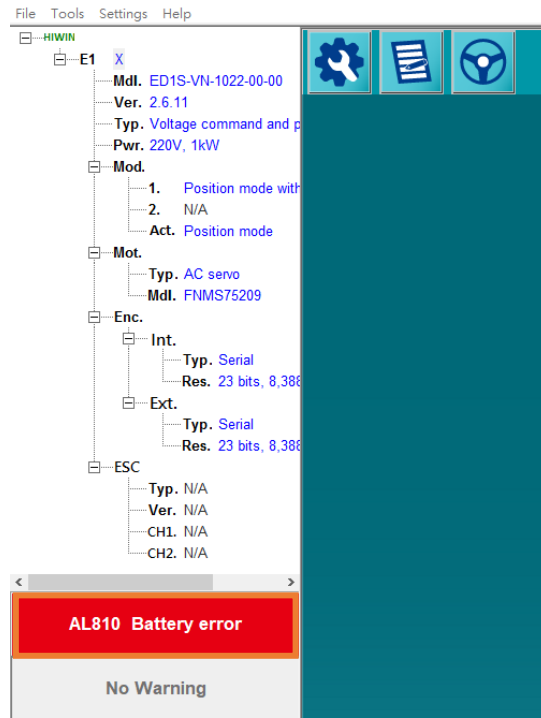 File Tools Settings Help
HIWIN
E1 X
Mdl. ED1S-VN-1022-00-00
Ver. 2.6.11
Typ. Voltage command and p
Pwr. 220V, 1kW
Mod.
1. Position mode with
2. N/A
Act. Position mode
Mot.
Typ. AC servo
Mdl. FNMS75209
Enc.
Int.
Typ. Serial
Res. 23 bits, 8,388
Ext.
Typ. Serial
Res. 23 bits, 8,388
ESC
Typ. N/A
Ver. N/A
CH1. N/A
CH2. N/A
AL810 Battery error
No Warning